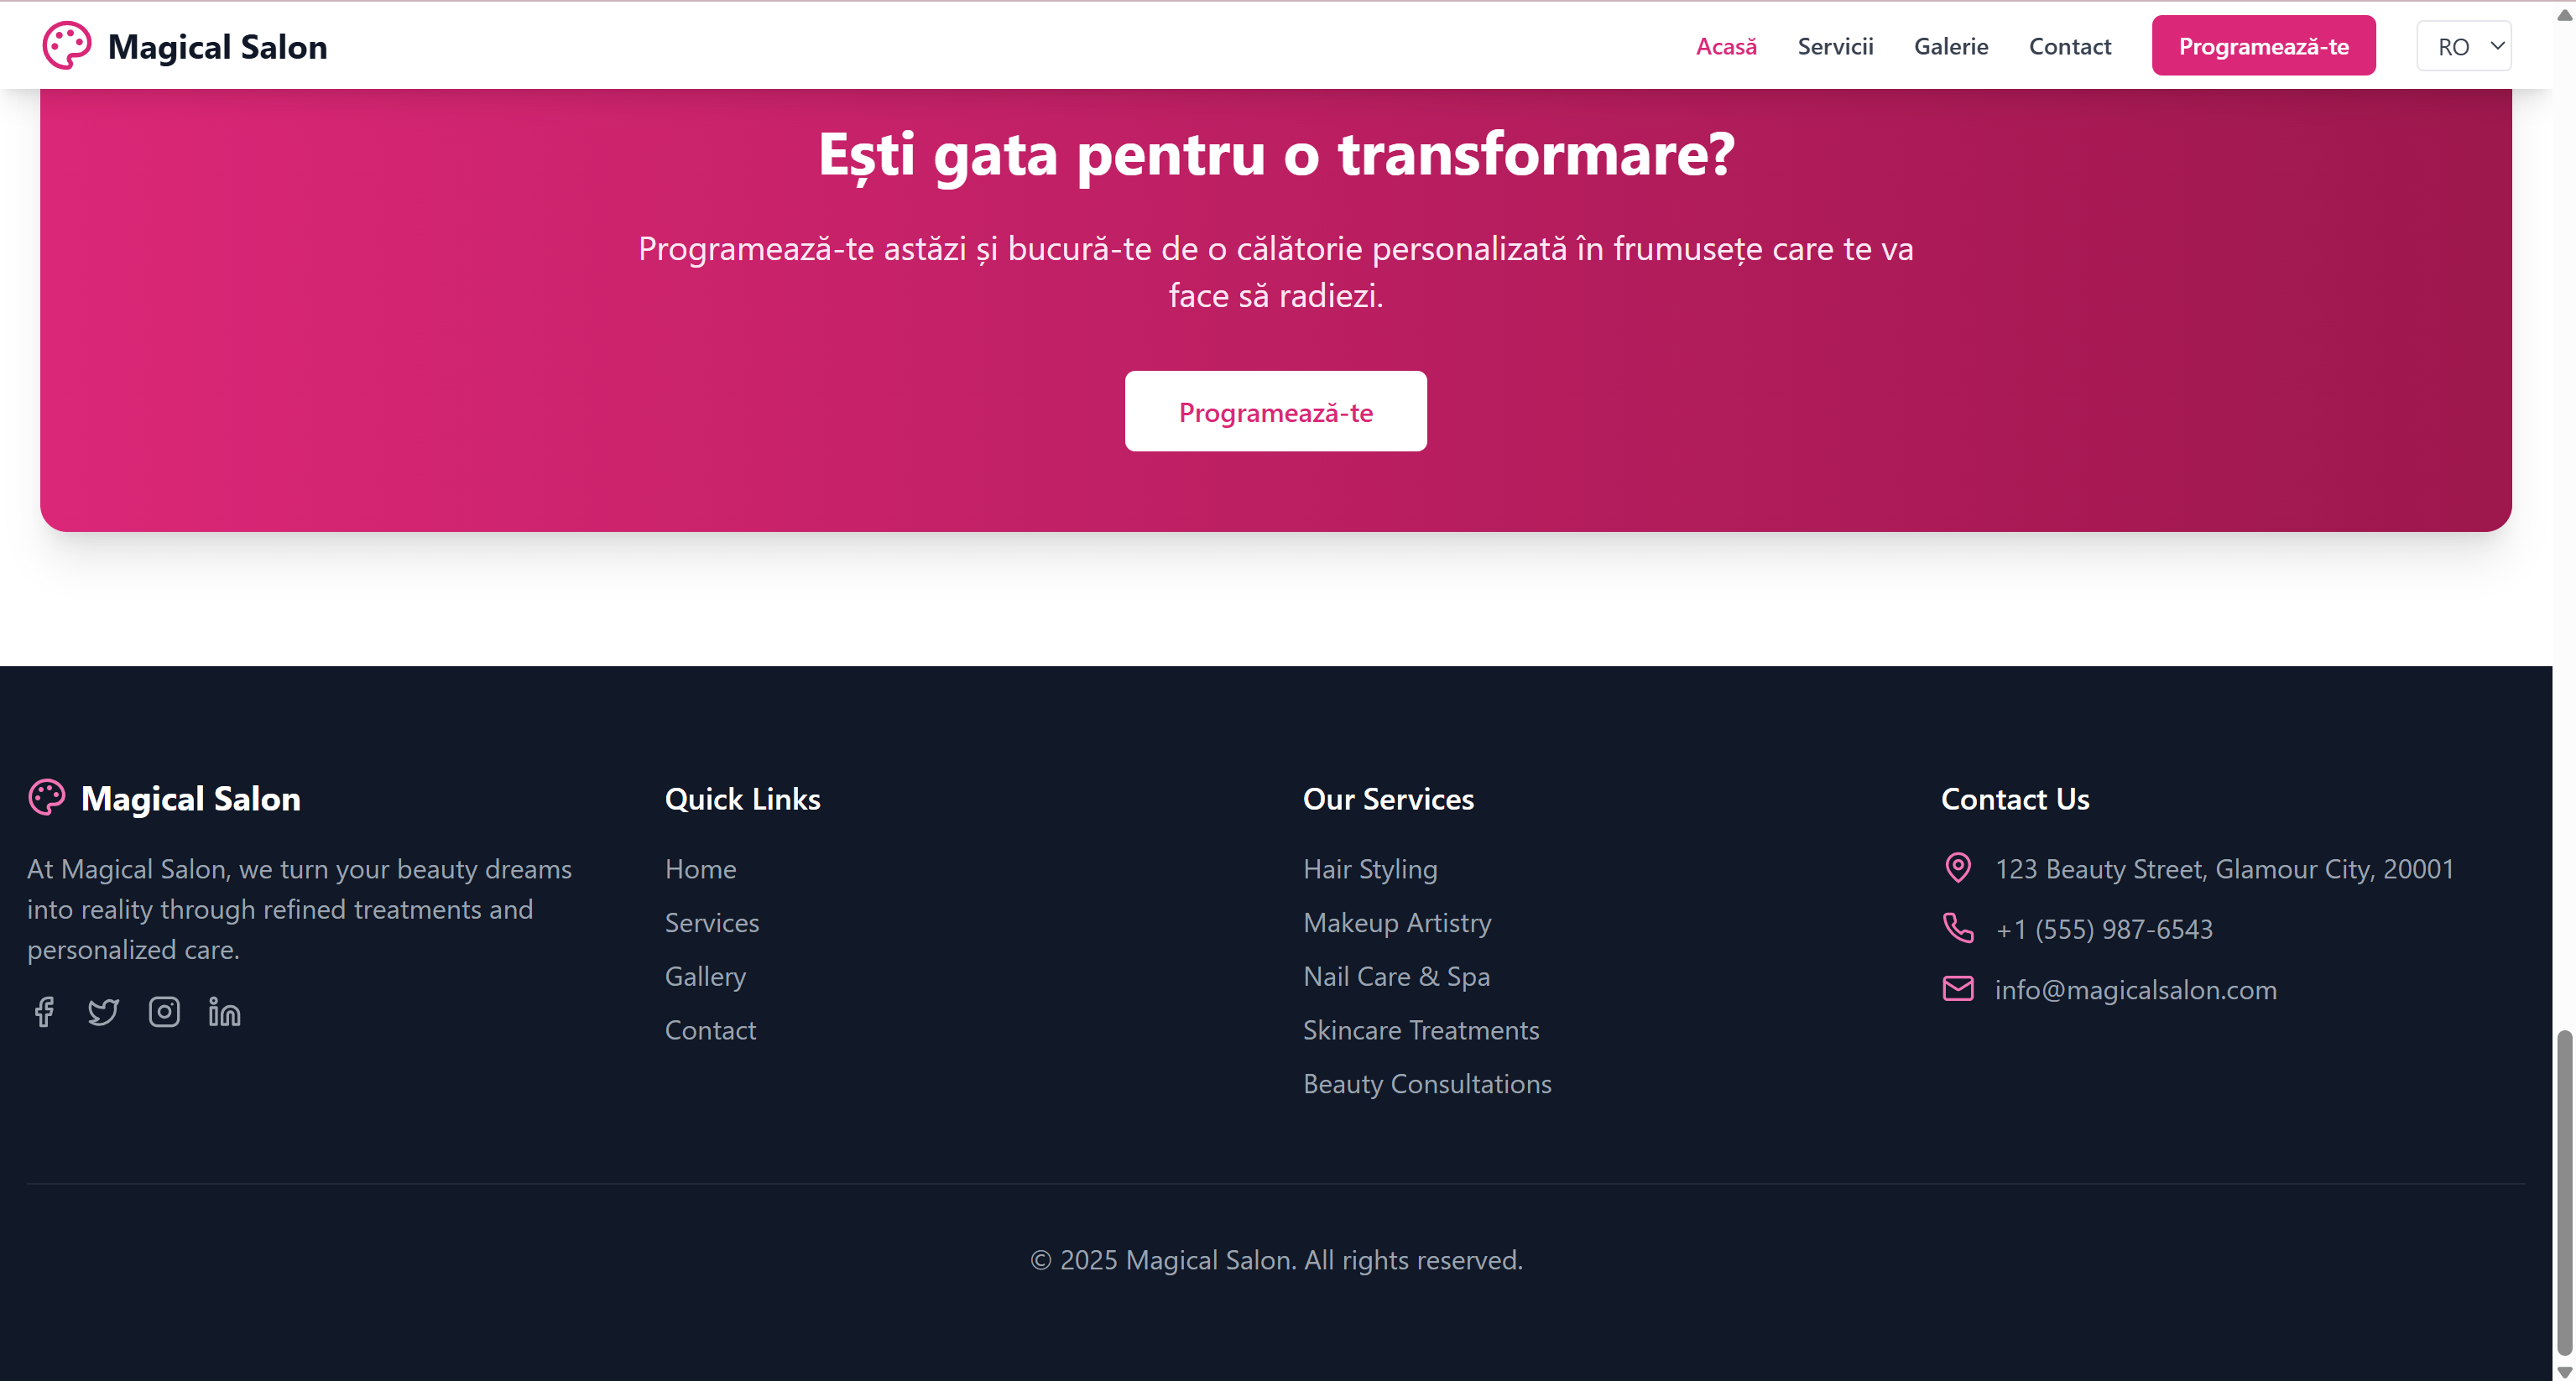 Magical Salon
Acasă
Servicii
Galerie
Contact
Programează-te
RO
Ești gata pentru o transformare?
Programează-te astăzi și bucură-te de o călătorie personalizată în frumusețe care te va
face să radiezi.
Programează-te
Magical Salon
At Magical Salon, we turn your beauty dreams
into reality through refined treatments and
personalized care.
Quick Links
Home
Services
Gallery
Contact
Our Services
Hair Styling
Makeup Artistry
Nail Care & Spa
Skincare Treatments
Beauty Consultations
Contact Us
123 Beauty Street, Glamour City, 20001
+1 (555) 987-6543
info@magicalsalon.com
© 2025 Magical Salon. All rights reserved.